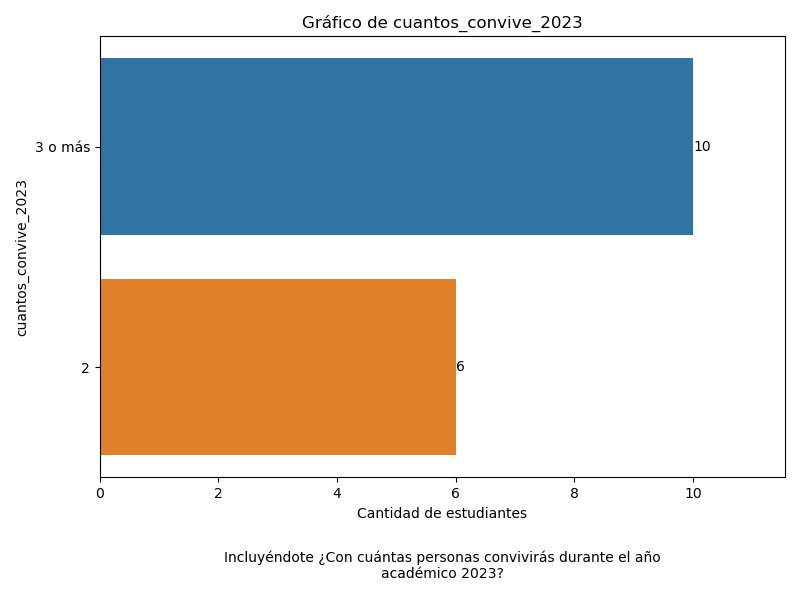 Gráfico de cuantos_convive_2023
cuantos_convive_2023
3 o más
10
2
6
0 2 4 6 8 10
Cantidad de estudiantes
Incluyéndote ¿Con cuántas personas convivirás durante el año
académico 2023?